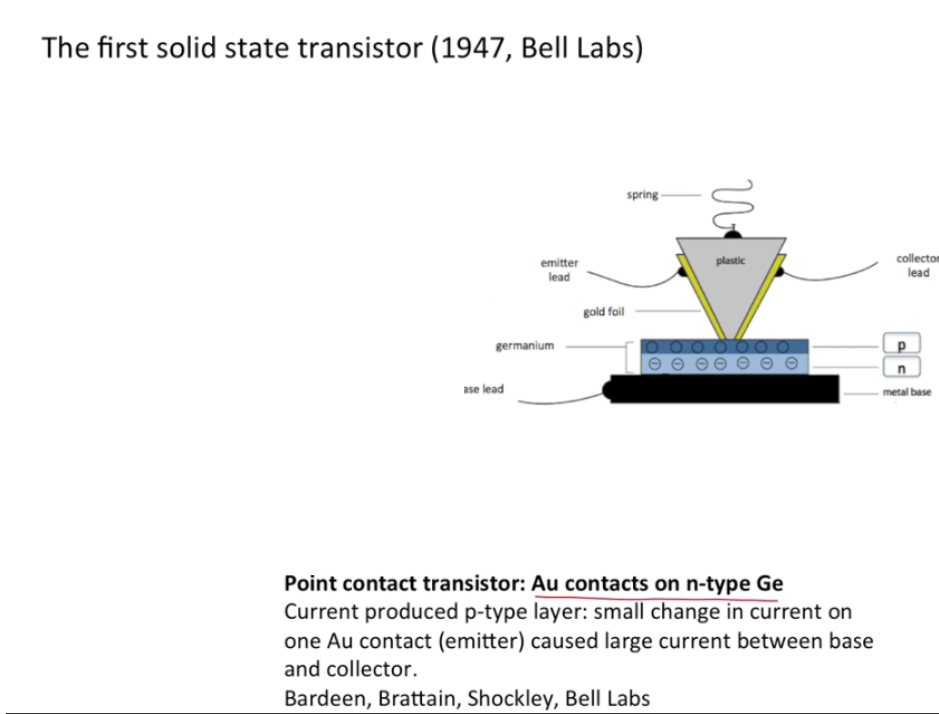 The first solid state transistor (1947, Bell Labs)
spring
plastic
emitter
lead
collector
lead
gold foil
germanium
p
n
ase lead
metal base
Point contact transistor: Au contacts on n-type Ge
Current produced p-type layer: small change in current on
one Au contact (emitter) caused large current between base
and collector.
Bardeen, Brattain, Shockley, Bell Labs